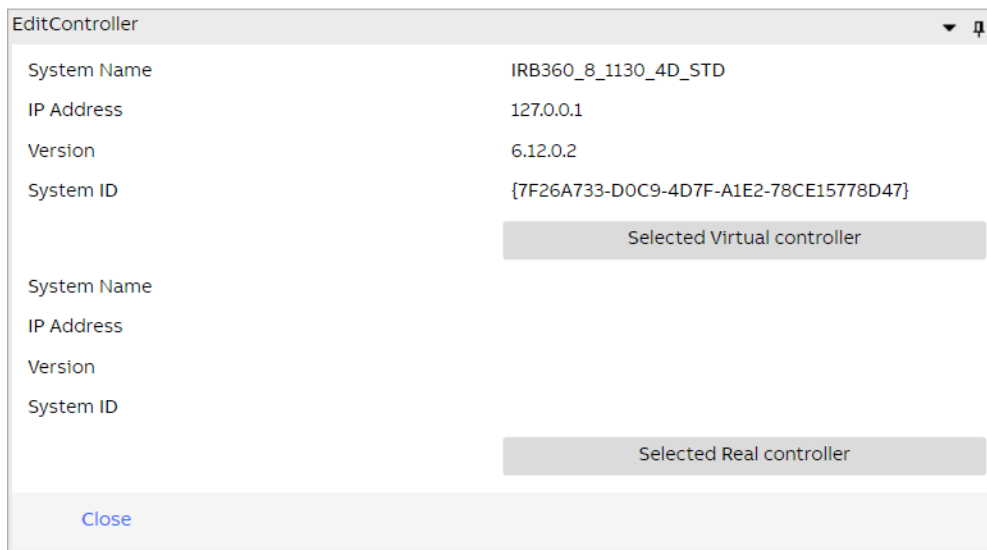 EditController
System Name IRB360_8_1130_4D_STD
IP Address 127.0.0.1
Version 6.12.0.2
System ID {7F26A733-D0C9-4D7F-A1E2-78CE15778D47}
Selected Virtual controller
System Name
IP Address
Version
System ID
Selected Real controller
Close